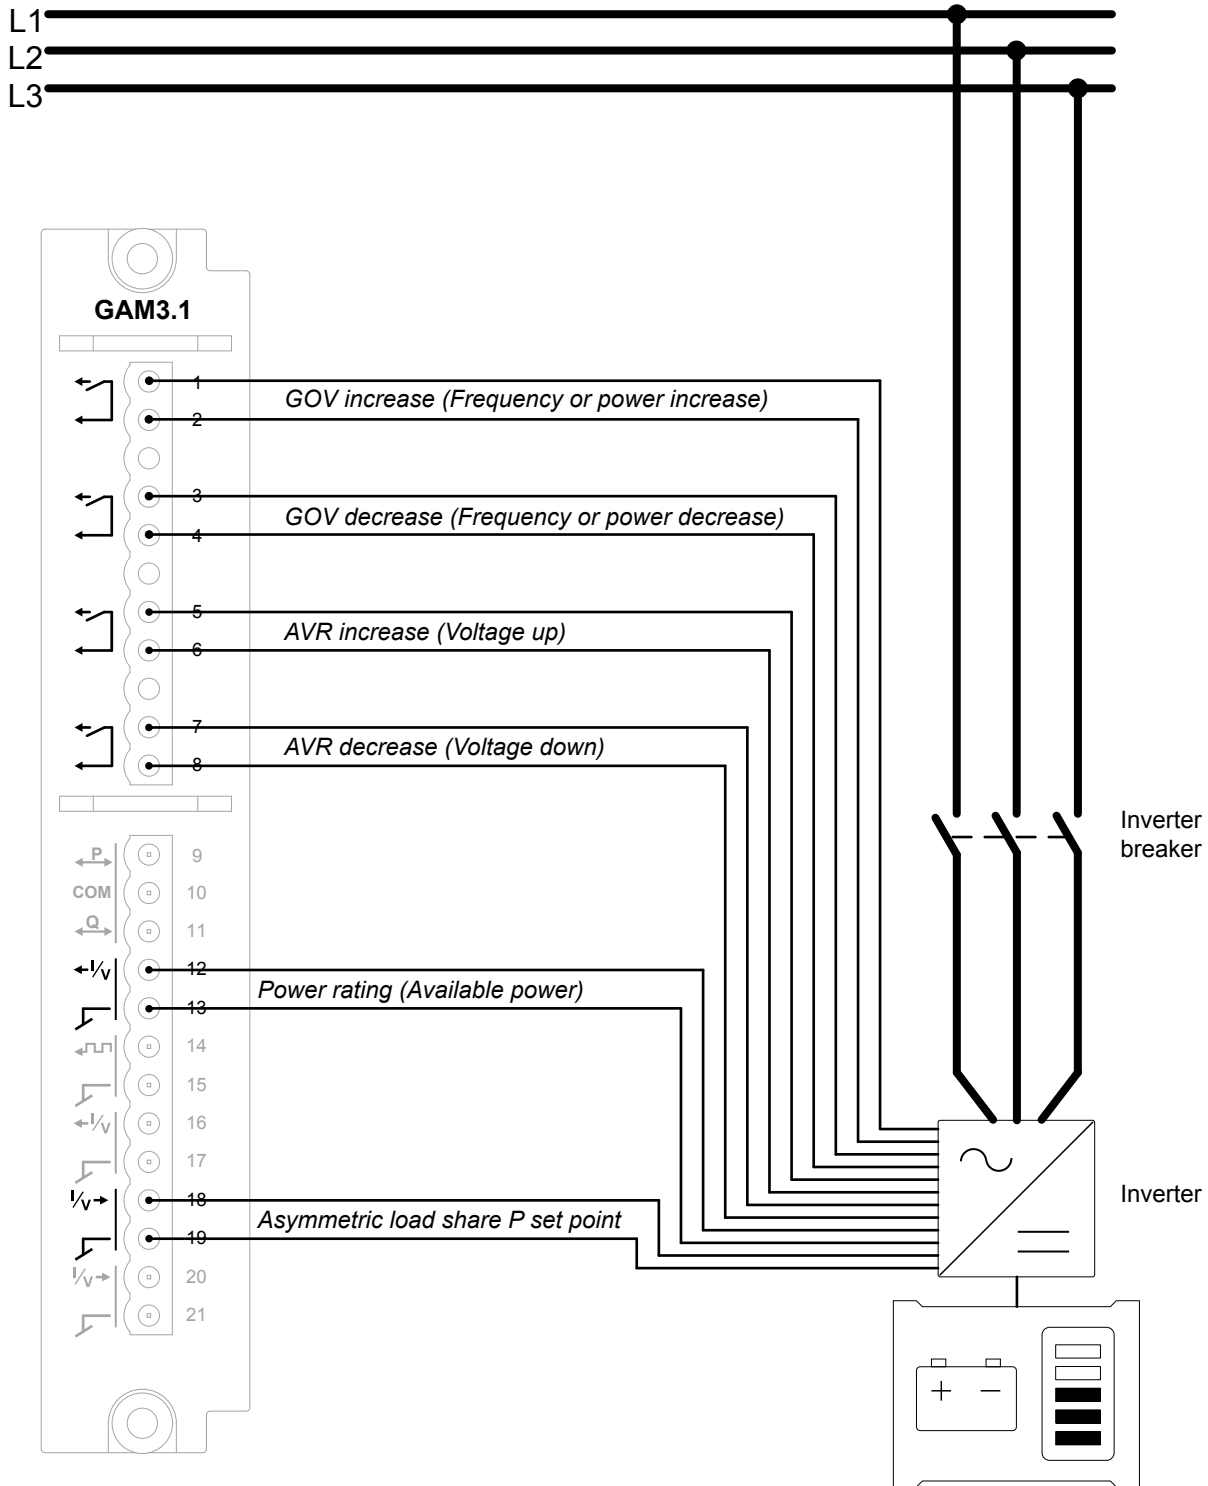 L1
L2
L3
GAM3.1
1
GOV increase (Frequency or power increase)
2
3
GOV decrease (Frequency or power decrease)
4
5
AVR increase (Voltage up)
6
7
AVR decrease (Voltage down)
8
Inverter
breaker
P
9
COM
10
Q
11
I/V
12
Power rating (Available power)
13
14
15
I/V
16
17
I/V
18
Inverter
Asymmetric load share P set point
19
I/V
20
21
+ −